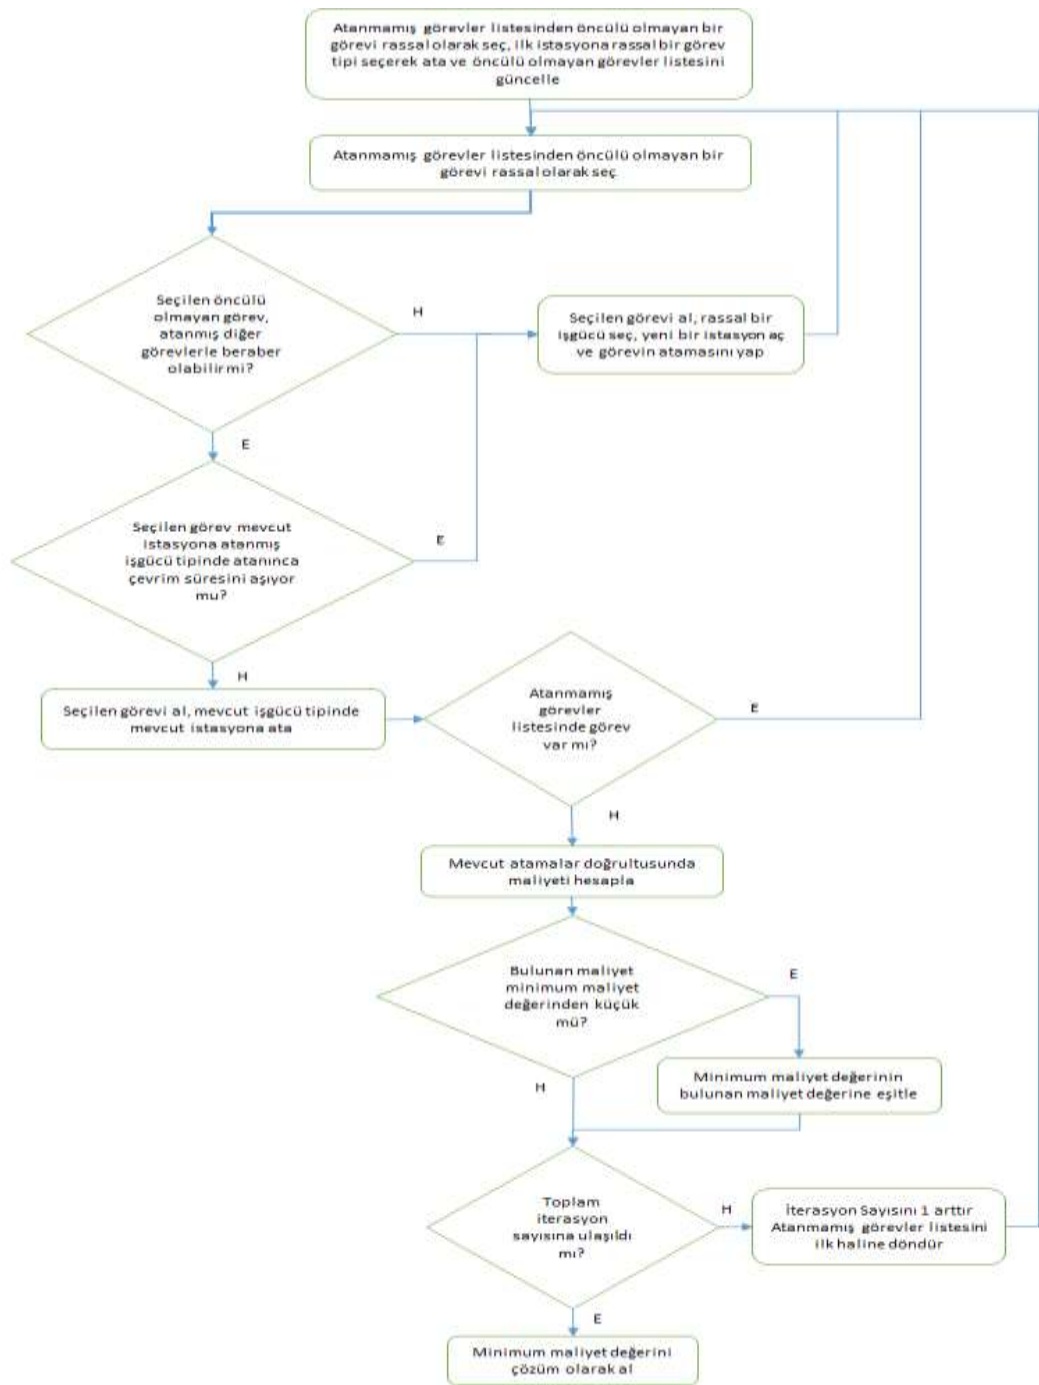 Atanmamış görevler listesinden öncülü olmayan bir
görevi rassal olarak seç, ilk istasyona rassal bir görev
tipi seçerek ata ve öncülü olmayan görevler listesini
güncelle
Atanmamış görevler listesinden öncülü olmayan bir
görevi rassal olarak seç
Seçilen öncülü
olmayan görev,
atanmış diğer
görevlerle beraber
olabilir mi?
H
Seçilen görevi al, rassal bir
işgücü seç, yeni bir istasyon aç
ve görevin atamasını yap
E
Seçilen görev mevcut
istasyona atanmış
işgücü tipinde atanınca
çevrim süresini aşıyor
mu?
E
H
Seçilen görevi al, mevcut işgücü tipinde
mevcut istasyona ata
Atanmamış
görevler
listesinde görev
var mı?
E
H
Mevcut atamalar doğrultusunda
maliyeti hesapla
Bulunan maliyet
minimum maliyet
değerinden küçük
mü?
E
H
Minimum maliyet değerinin
bulunan maliyet değerine eşitle
Toplam
iterasyon
sayısına ulaşıldı
mı?
H
İterasyon Sayısını 1 arttır
Atanmamış görevler listesini
ilk haline döndür
E
Minimum maliyet değerini
çözüm olarak al